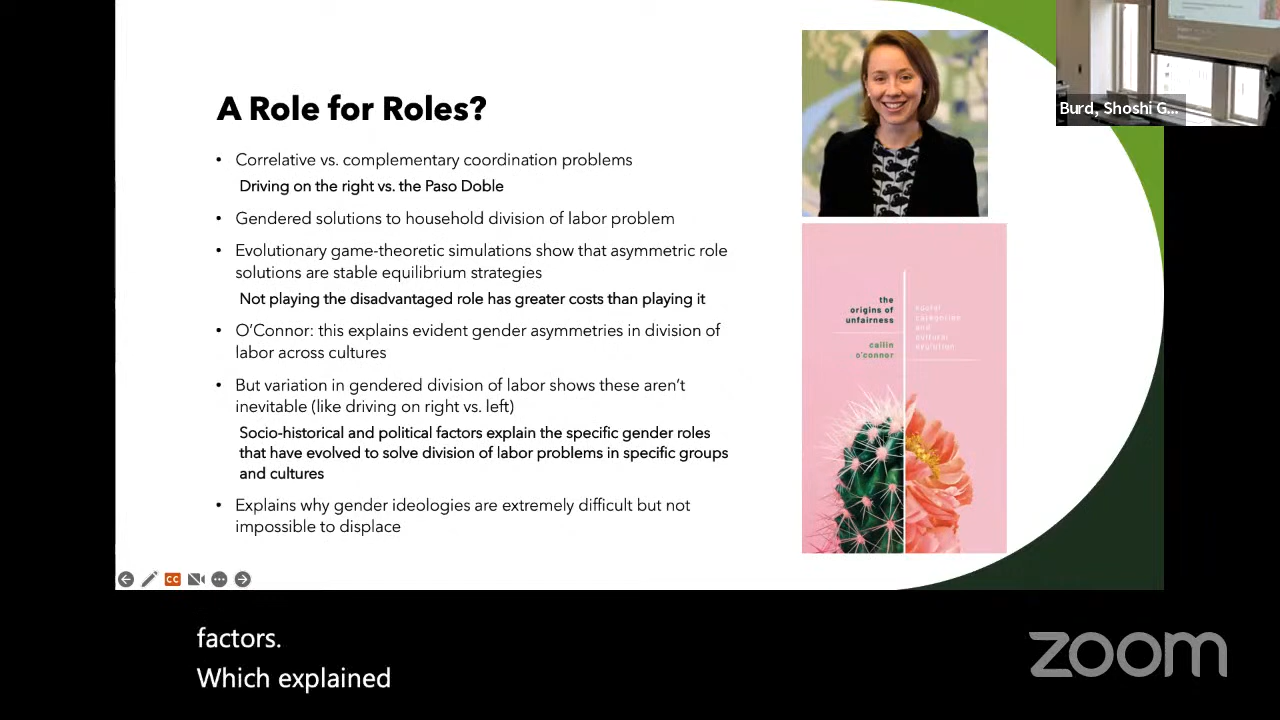 A Role for Roles?
• Correlative vs. complementary coordination problems
Driving on the right vs. the Paso Doble
• Gendered solutions to household division of labor problem
• Evolutionary game-theoretic simulations show that asymmetric role
solutions are stable equilibrium strategies
Not playing the disadvantaged role has greater costs than playing it
• O'Connor: this explains evident gender asymmetries in division of
labor across cultures
• But variation in gendered division of labor shows these aren't
inevitable (like driving on right vs. left)
Socio-historical and political factors explain the specific gender roles
that have evolved to solve division of labor problems in specific groups
and cultures
• Explains why gender ideologies are extremely difficult but not
impossible to displace
the
origins of
unfairness
cailin
o'connor
social
categories
and
cultural
evolution
Burd, Shoshi G...
CC
factors.
Which explained
zoom